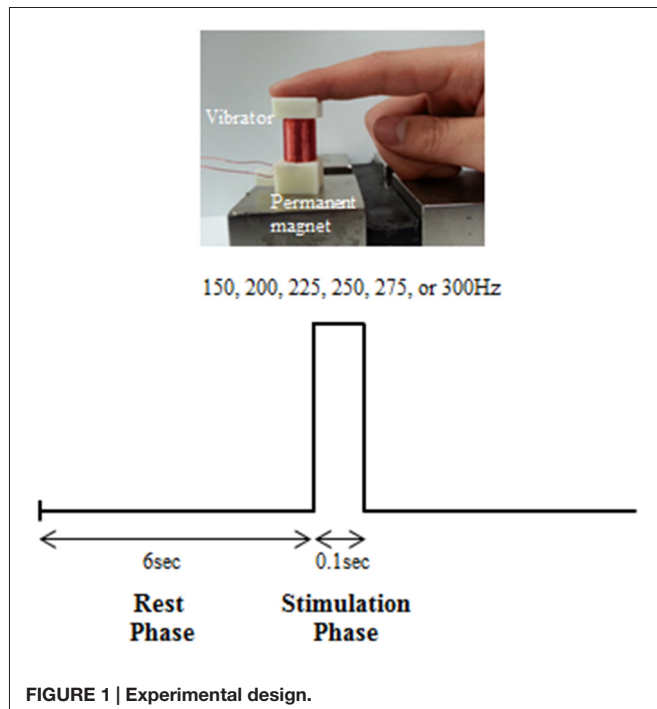 Vibrator
Permanent
magnet
150, 200, 225, 250, 275, or 300Hz
6sec
0.1sec
Rest
Phase
Stimulation
Phase
FIGURE 1 | Experimental design.